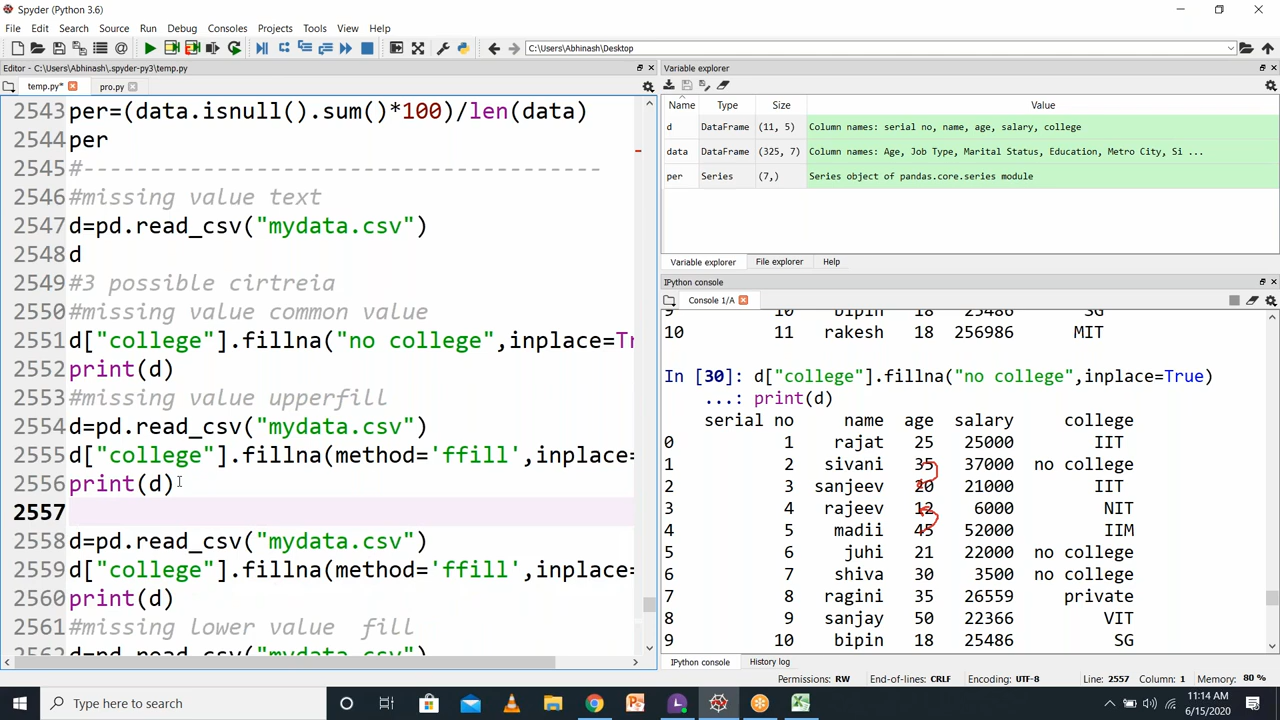 Spyder (Python 3.6)
File Edit Search Source Run Debug Consoles Projects Tools View Help
C:\Users\Abhinash\Desktop
Editor - C:\Users\Abhinash\.spyder-py3\temp.py
temp.py* pro.py
2543 per=(data.isnull().sum()*100)/len(data)
2544 per
2545 #---------------------------------------
2546 #missing value text
2547 d=pd.read_csv("mydata.csv")
2548 d
2549 #3 possible cirtreia
2550 #missing value common value
2551 d["college"].fillna("no college",inplace=Tr
2552 print(d)
2553 #missing value upperfill
2554 d=pd.read_csv("mydata.csv")
2555 d["college"].fillna(method='ffill',inplace=
2556 print(d)
2557
2558 d=pd.read_csv("mydata.csv")
2559 d["college"].fillna(method='ffill',inplace=
2560 print(d)
2561 #missing lower value  fill
2562 d=pd.read_csv("mydata.csv")
Variable explorer
Name Type Size Value
d DataFrame (11, 5) Column names: serial no, name, age, salary, college
data DataFrame (325, 7) Column names: Age, Job Type, Marital Status, Education, Metro City, Si ...
per Series (7,) Series object of pandas.core.series module
Variable explorer File explorer Help
IPython console
Console 1/A
9 10 bipin 18 25486 SG
10 11 rakesh 18 256986 MIT
In [30]: d["college"].fillna("no college",inplace=True)
...: print(d)
serial no name age salary college
0 1 rajat 25 25000 IIT
1 2 sivani 35 37000 no college
2 3 sanjeev 20 21000 IIT
3 4 rajeev 12 6000 NIT
4 5 madii 45 52000 IIM
5 6 juhi 21 22000 no college
6 7 shiva 30 3500 no college
7 8 ragini 35 26559 private
8 9 sanjay 50 22366 VIT
9 10 bipin 18 25486 SG
IPython console History log
Permissions: RW End-of-lines: CRLF Encoding: UTF-8 Line: 2557 Column: 1 Memory: 80 %
Type here to search
11:14 AM
6/15/2020